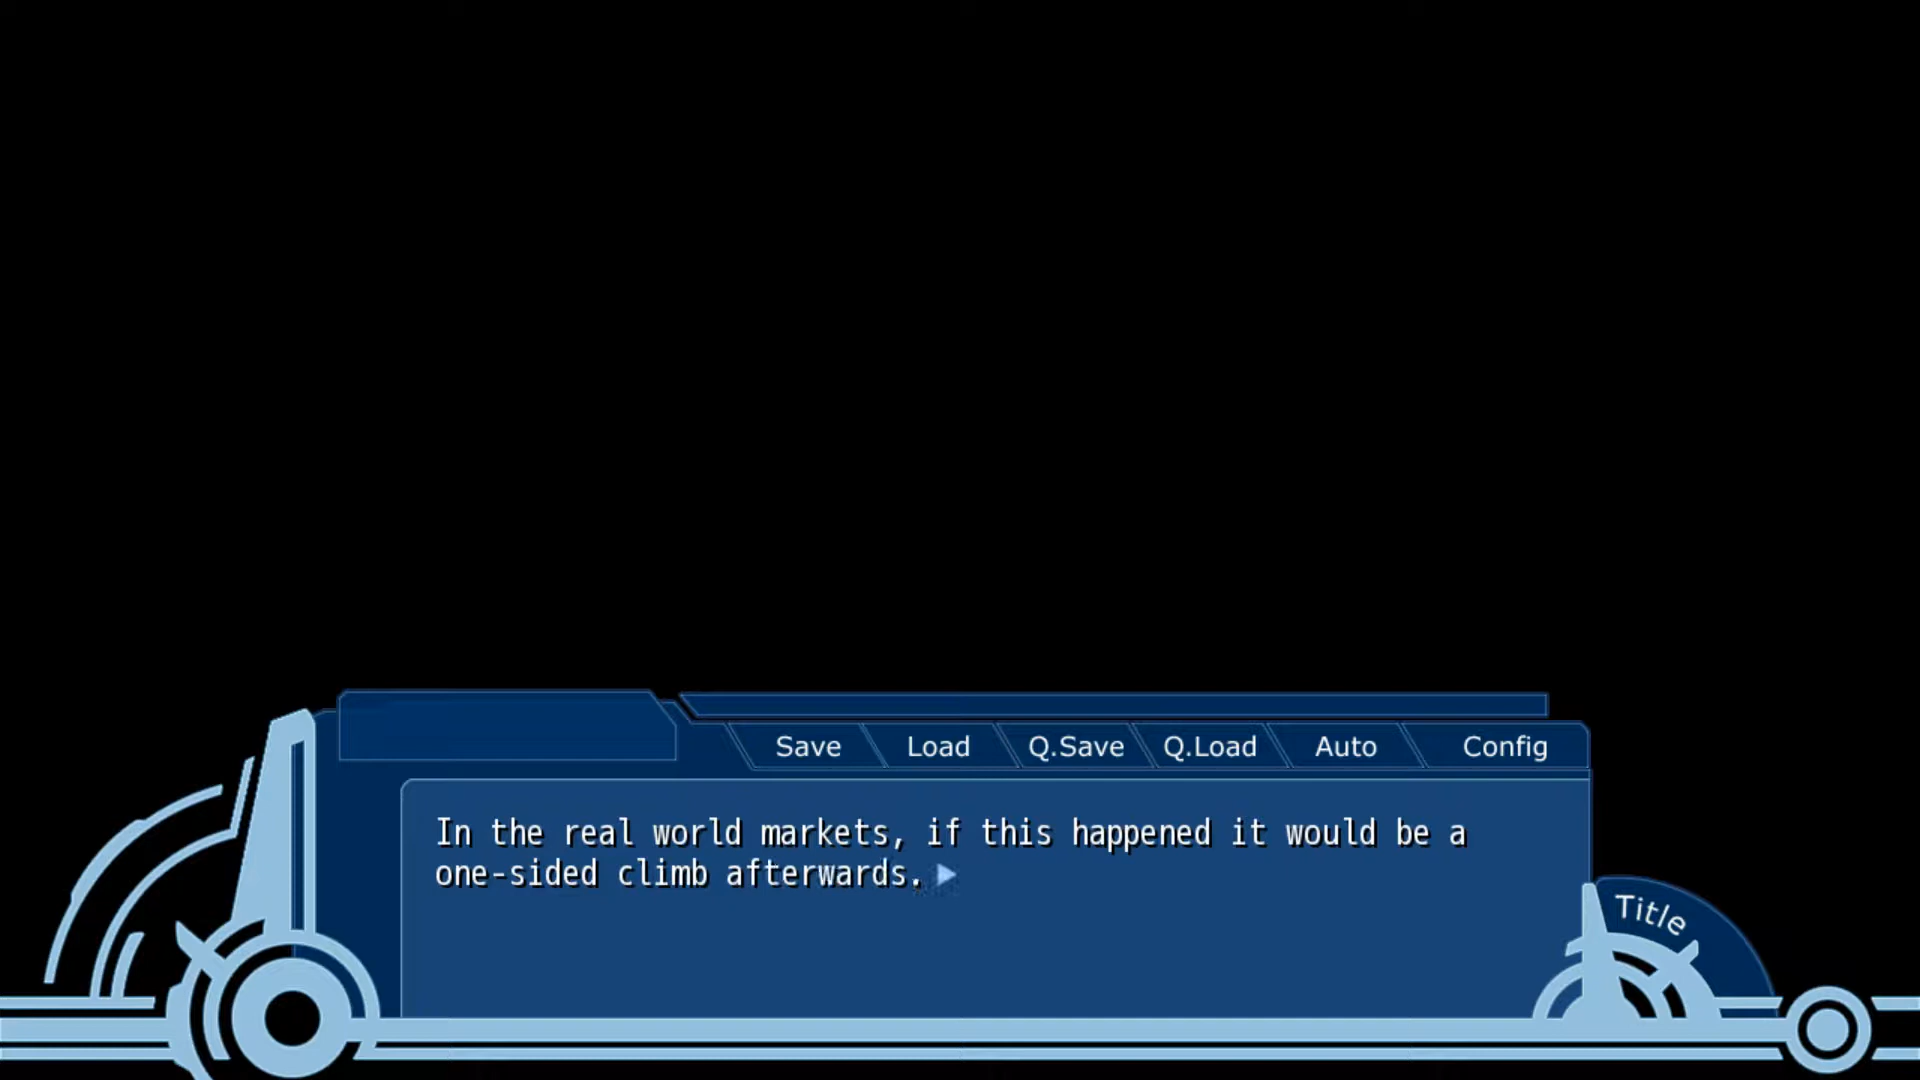 Save Load Q.Save Q.Load Auto Config
In the real world markets, if this happened it would be a
one-sided climb afterwards.
Title